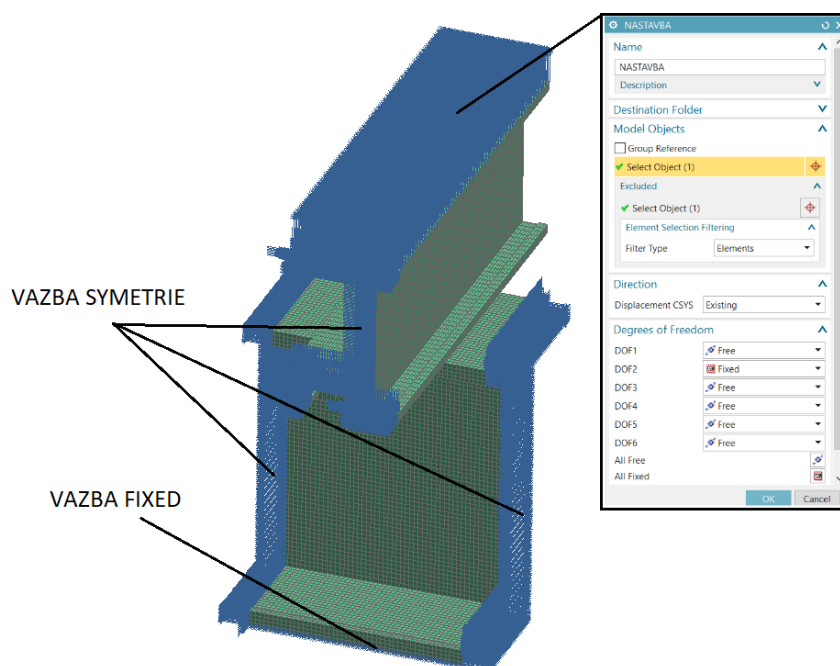 NASTAVBA
Name
NASTAVBA
Description
Destination Folder
Model Objects
Group Reference
Select Object (1)
Excluded
Select Object (1)
Element Selection Filtering
Filter Type Elements
Direction
Displacement CSYS Existing
Degrees of Freedom
DOF1 Free
DOF2 Fixed
DOF3 Free
DOF4 Free
DOF5 Free
DOF6 Free
All Free
All Fixed
OK Cancel
VAZBA SYMETRIE
VAZBA FIXED